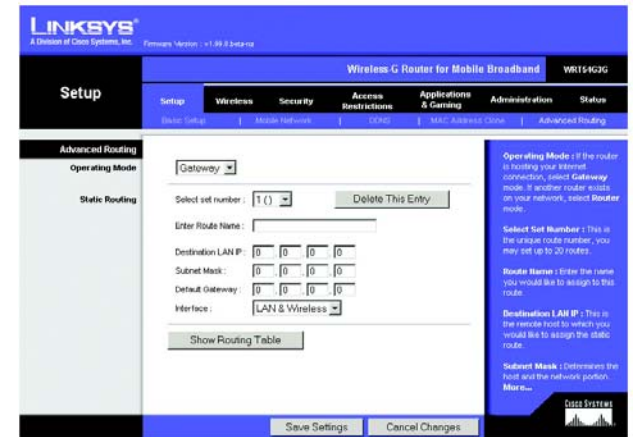 LINKSYS®
A Division of Cisco Systems, Inc.
Firmware Version : v1.99.8 beta-na
Wireless-G Router for Mobile Broadband
WRT54G3G
Setup
Setup
Wireless
Security
Access Restrictions
Applications & Gaming
Administration
Status
Basic Setup | Mobile Network | DDNS | MAC Address Clone | Advanced Routing
Advanced Routing
Operating Mode
Gateway
Static Routing
Select set number :
1 ()
Delete This Entry
Enter Route Name :
Destination LAN IP :
0 . 0 . 0 . 0
Subnet Mask :
0 . 0 . 0 . 0
Default Gateway :
0 . 0 . 0 . 0
Interface :
LAN & Wireless
Show Routing Table
Save Settings
Cancel Changes
Operating Mode : If the router
is hosting your Internet
connection, select Gateway
mode. If another router exists
on your network, select Router
mode.
Select Set Number : This is
the unique route number, you
may set up to 20 routes.
Route Name : Enter the name
you would like to assign to this
route.
Destination LAN IP : This is
the remote host to which you
would like to assign the static
route.
Subnet Mask : Determines the
host and the network portion.
More...
CISCO SYSTEMS